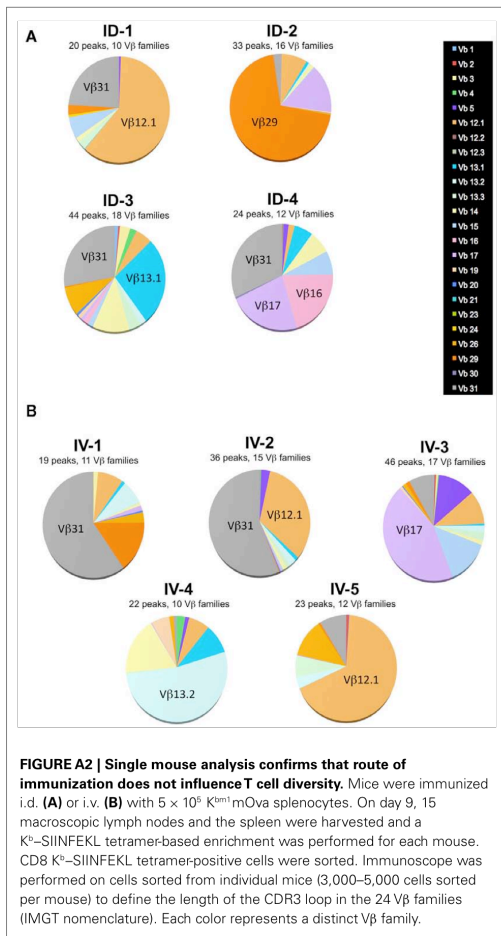 A
ID-1
20 peaks, 10 Vβ families
Vβ31
Vβ12.1
ID-2
33 peaks, 16 Vβ families
Vβ29
ID-3
44 peaks, 18 Vβ families
Vβ31
Vβ13.1
ID-4
24 peaks, 12 Vβ families
Vβ31
Vβ17
Vβ16
Vb 1
Vb 2
Vb 3
Vb 4
Vb 5
Vb 12.1
Vb 12.2
Vb 12.3
Vb 13.1
Vb 13.2
Vb 13.3
Vb 14
Vb 15
Vb 16
Vb 17
Vb 19
Vb 20
Vb 21
Vb 23
Vb 24
Vb 26
Vb 29
Vb 30
Vb 31
B
IV-1
19 peaks, 11 Vβ families
Vβ31
IV-2
36 peaks, 15 Vβ families
Vβ12.1
Vβ31
IV-3
46 peaks, 17 Vβ families
Vβ17
IV-4
22 peaks, 10 Vβ families
Vβ13.2
IV-5
23 peaks, 12 Vβ families
Vβ12.1
FIGURE A2 | Single mouse analysis confirms that route of
immunization does not influence T cell diversity. Mice were immunized
i.d. (A) or i.v. (B) with 5 × 10⁵ Kᵇᵐ¹mOva splenocytes. On day 9, 15
macroscopic lymph nodes and the spleen were harvested and a
Kᵇ–SIINFEKL tetramer-based enrichment was performed for each mouse.
CD8 Kᵇ–SIINFEKL tetramer-positive cells were sorted. Immunoscope was
performed on cells sorted from individual mice (3,000–5,000 cells sorted
per mouse) to define the length of the CDR3 loop in the 24 Vβ families
(IMGT nomenclature). Each color represents a distinct Vβ family.